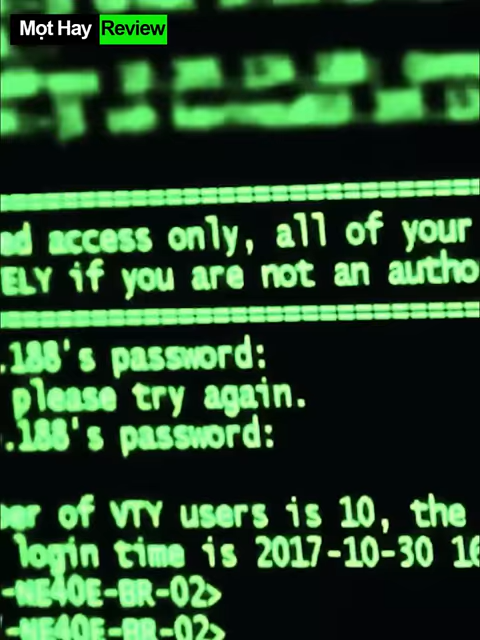 Mọt Hay Review
ed access only, all of your
ELY if you are not an autho
.188's password:
please try again.
.188's password:
er of VTY users is 10, the
login time is 2017-10-30 16
-NE40E-BR-02>
-NE40E-BR-02>